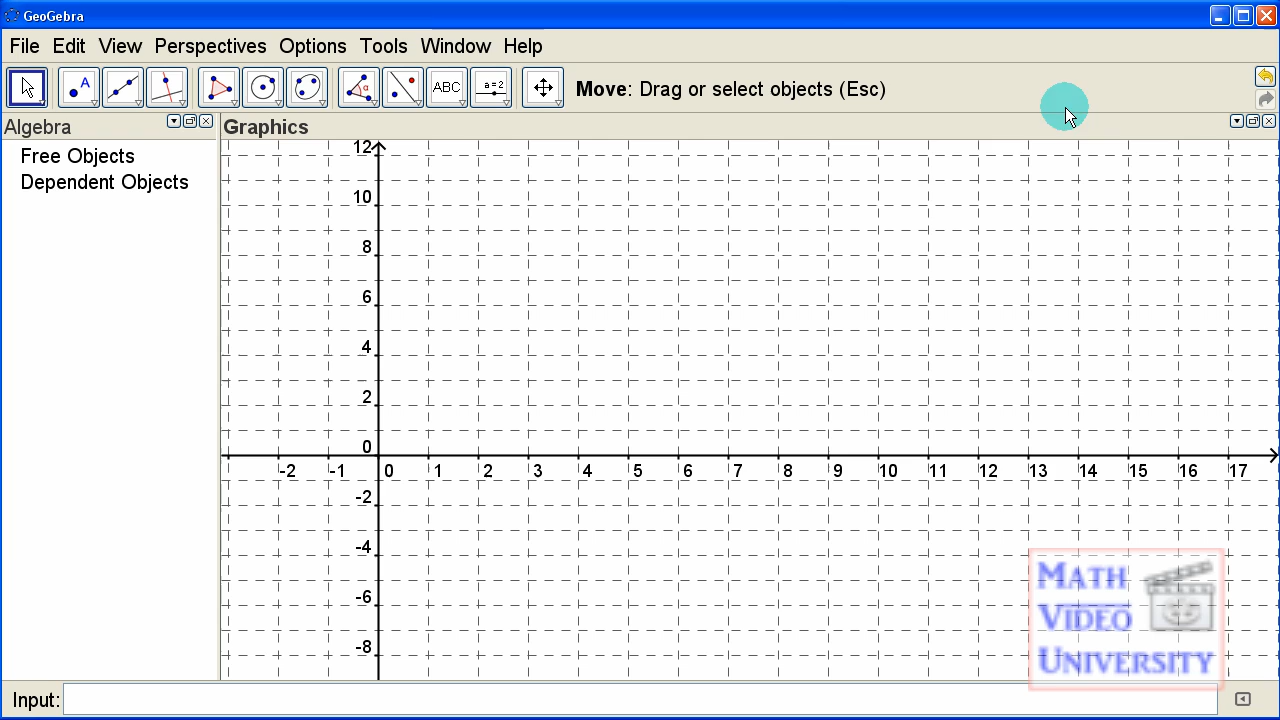 GeoGebra
File Edit View Perspectives Options Tools Window Help
A α ABC a=2 Move: Drag or select objects (Esc)
Algebra
Graphics
Free Objects
Dependent Objects
12
10
8
6
4
2
0
-2 -1 0 1 2 3 4 5 6 7 8 9 10 11 12 13 14 15 16 17
-2
-4
-6
-8
MATH
VIDEO
UNIVERSITY
Input: